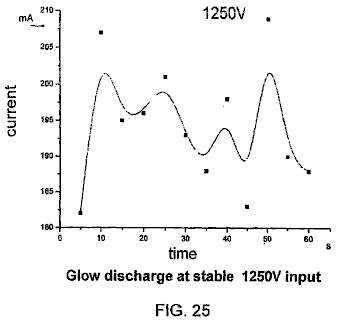 mA
1250V
210
205
200
195
190
185
180
current
0 10 20 30 40 50 60
s
time
Glow discharge at stable 1250V input
FIG. 25